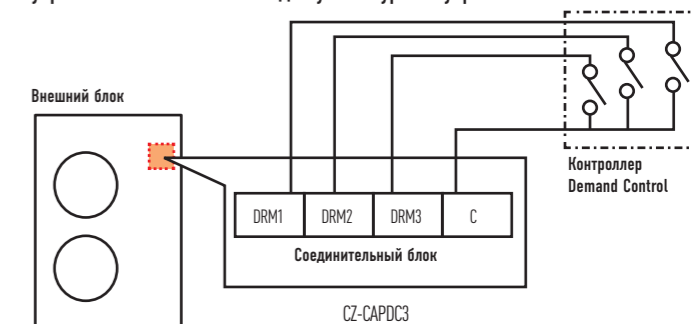 Внешний блок
Контроллер
Demand Control
DRM1 DRM2 DRM3 C
Соединительный блок
CZ-CAPDC3